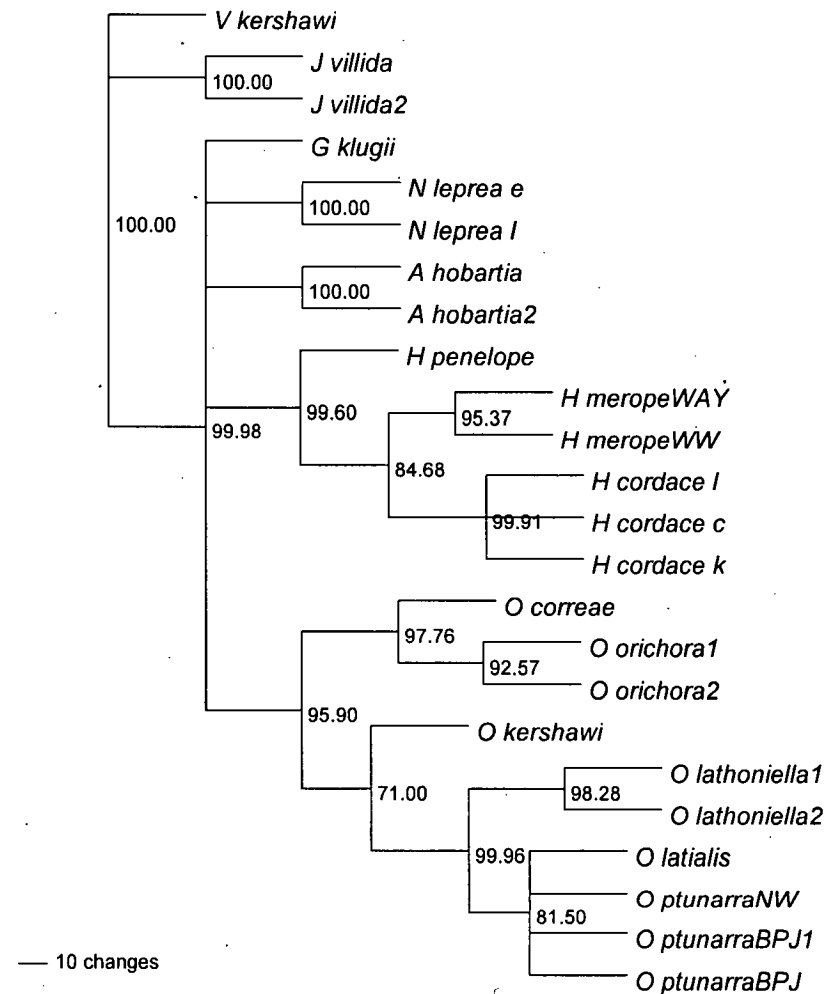 V kershawi
J villida
100.00
J villida2
G klugii
N leprea e
100.00
100.00
N leprea l
A hobartia
100.00
A hobartia2
H penelope
H meropeWAY
99.60
95.37
99.98
H meropeWW
84.68
H cordace l
99.91
H cordace c
H cordace k
O correae
97.76
O orichora1
92.57
O orichora2
95.90
O kershawi
O lathoniella1
71.00
98.28
O lathoniella2
99.96
O latialis
O ptunarraNW
81.50
O ptunarraBPJ1
10 changes
O ptunarraBPJ